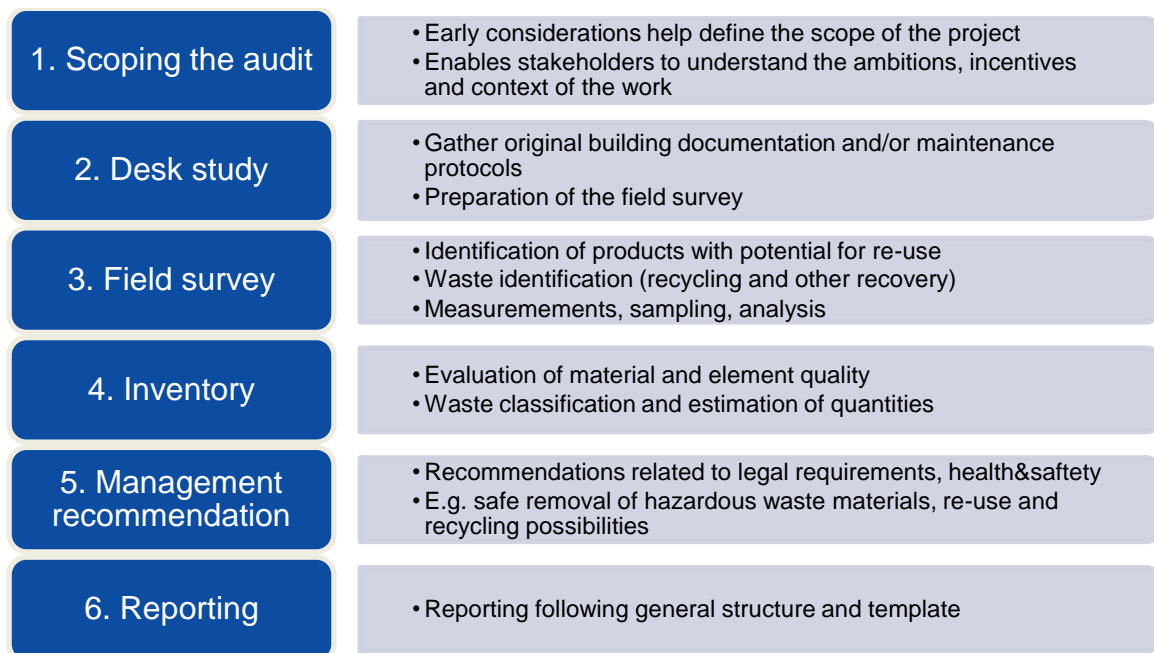 1. Scoping the audit
• Early considerations help define the scope of the project
• Enables stakeholders to understand the ambitions, incentives
and context of the work
2. Desk study
• Gather original building documentation and/or maintenance
protocols
• Preparation of the field survey
3. Field survey
• Identification of products with potential for re-use
• Waste identification (recycling and other recovery)
• Measuremements, sampling, analysis
4. Inventory
• Evaluation of material and element quality
• Waste classification and estimation of quantities
5. Management
recommendation
• Recommendations related to legal requirements, health&saftety
• E.g. safe removal of hazardous waste materials, re-use and
recycling possibilities
6. Reporting
• Reporting following general structure and template